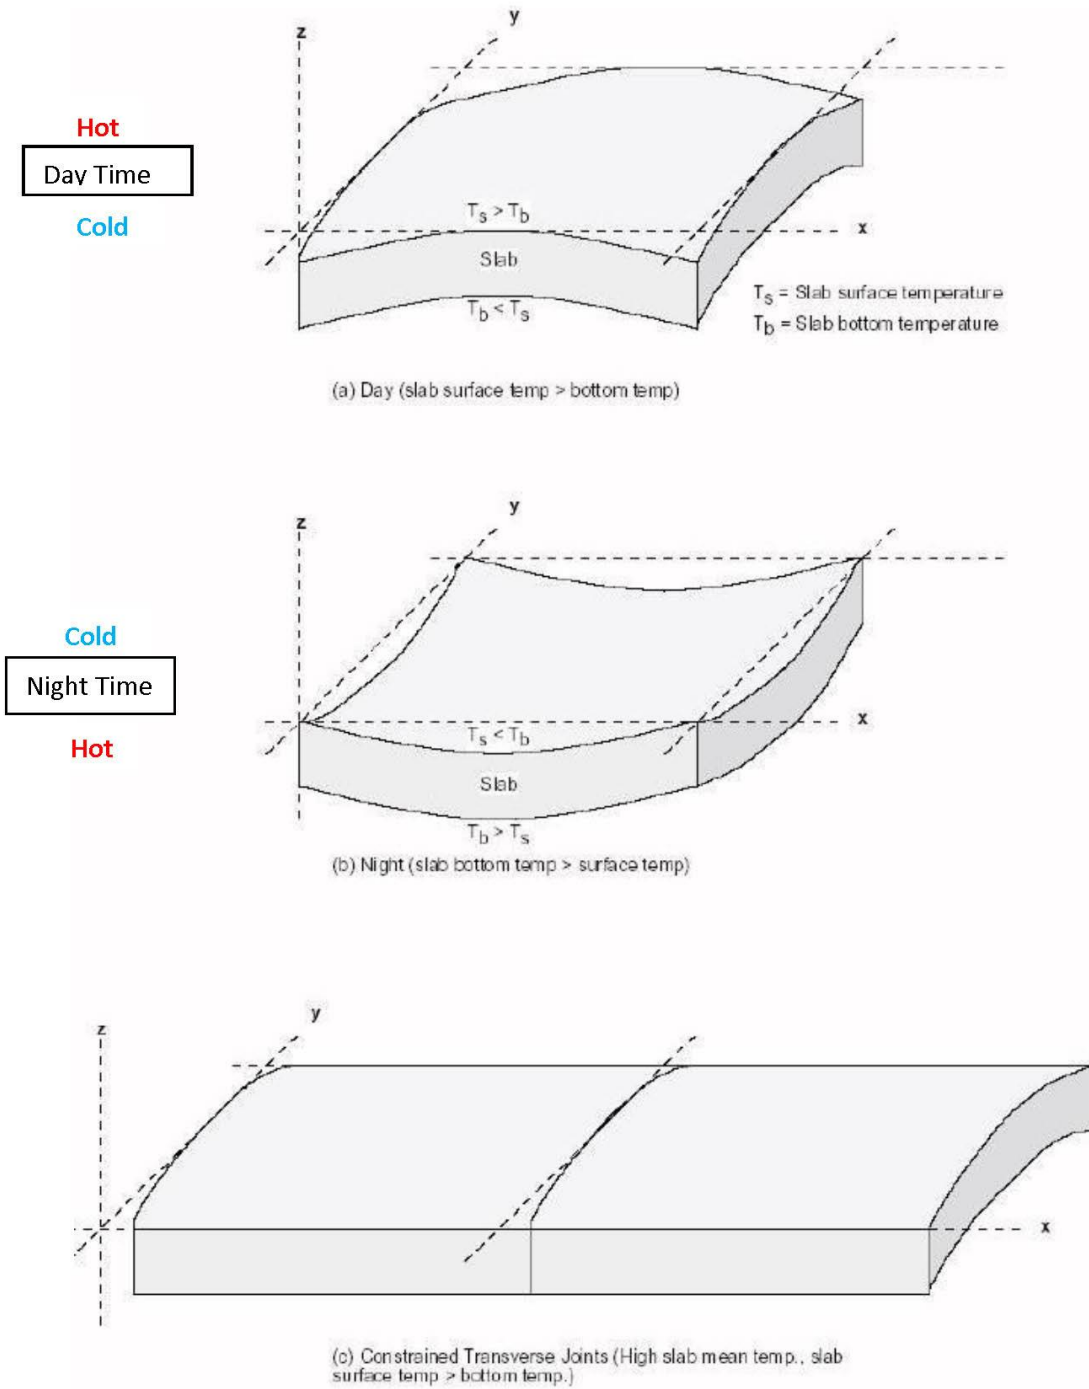 y
z
Hot
Day Time
Cold
Ts > Tb
x
Slab
Tb < Ts
Ts = Slab surface temperature
Tb = Slab bottom temperature
(a) Day (slab surface temp > bottom temp)
y
z
Cold
Night Time
Hot
x
Ts < Tb
Slab
Tb > Ts
(b) Night (slab bottom temp > surface temp)
y
z
x
(c) Constrained Transverse Joints (High slab mean temp., slab
surface temp > bottom temp.)